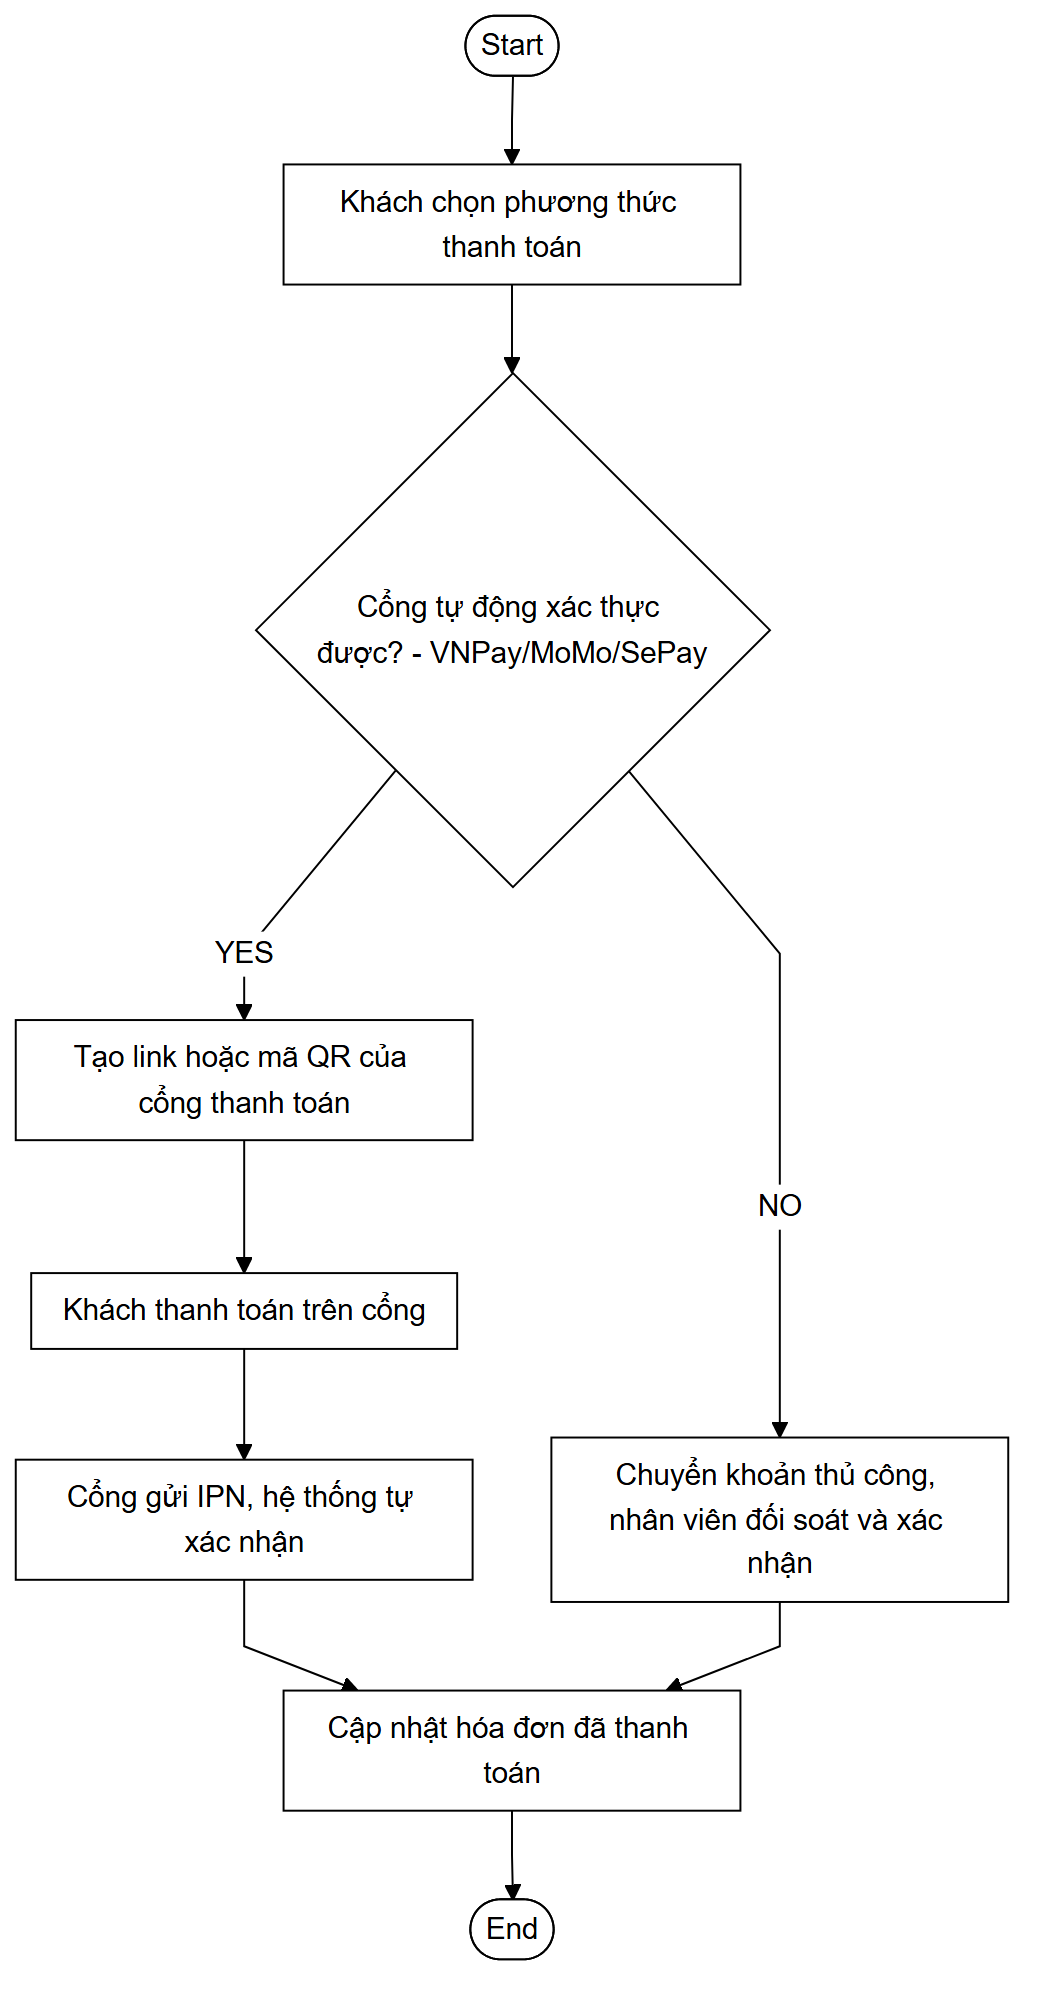 Start
Khách chọn phương thức
thanh toán
Cổng tự động xác thực
được? - VNPay/MoMo/SePay
YES
Tạo link hoặc mã QR của
cổng thanh toán
NO
Khách thanh toán trên cổng
Cổng gửi IPN, hệ thống tự
xác nhận
Chuyển khoản thủ công,
nhân viên đối soát và xác
nhận
Cập nhật hóa đơn đã thanh
toán
End